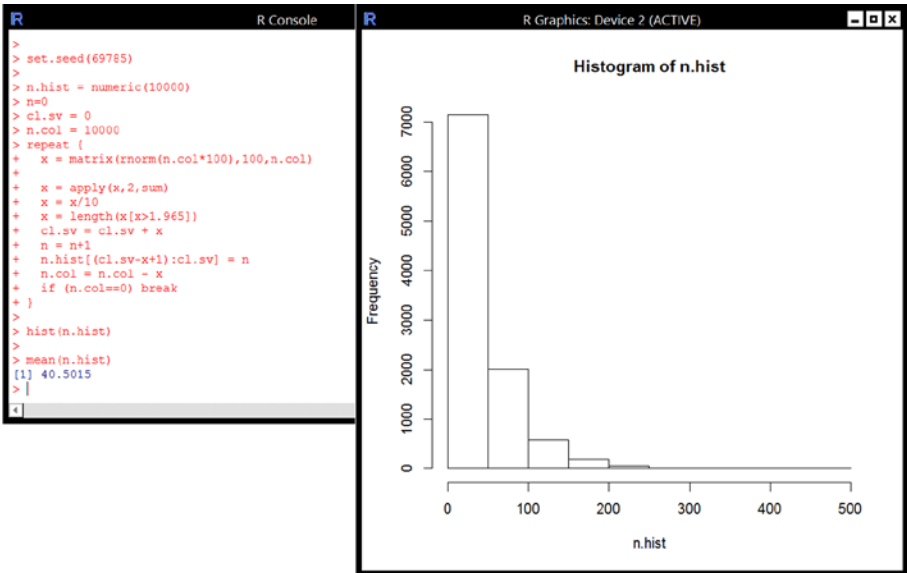 R Console
>
> set.seed(69785)
>
> n.hist = numeric(10000)
> n=0
> cl.sv = 0
> n.col = 10000
> repeat {
+   x = matrix(rnorm(n.col*100),100,n.col)
+
+   x = apply(x,2,sum)
+   x = x/10
+   x = length(x[x>1.965])
+   cl.sv = cl.sv + x
+   n = n+1
+   n.hist[(cl.sv-x+1):cl.sv] = n
+   n.col = n.col - x
+   if (n.col==0) break
+ }
>
> hist(n.hist)
>
> mean(n.hist)
[1] 40.5015
>
R Graphics: Device 2 (ACTIVE)
Histogram of n.hist
Frequency
7000
6000
5000
4000
3000
2000
1000
0
0 100 200 300 400 500
n.hist